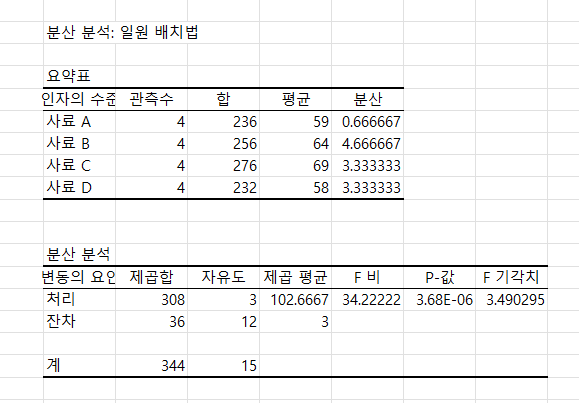 분산 분석: 일원 배치법
요약표
인자의 수준 관측수 합 평균 분산
사료 A 4 236 59 0.666667
사료 B 4 256 64 4.666667
사료 C 4 276 69 3.333333
사료 D 4 232 58 3.333333
분산 분석
변동의 요인 제곱합 자유도 제곱 평균 F 비 P-값 F 기각치
처리 308 3 102.6667 34.22222 3.68E-06 3.490295
잔차 36 12 3
계 344 15